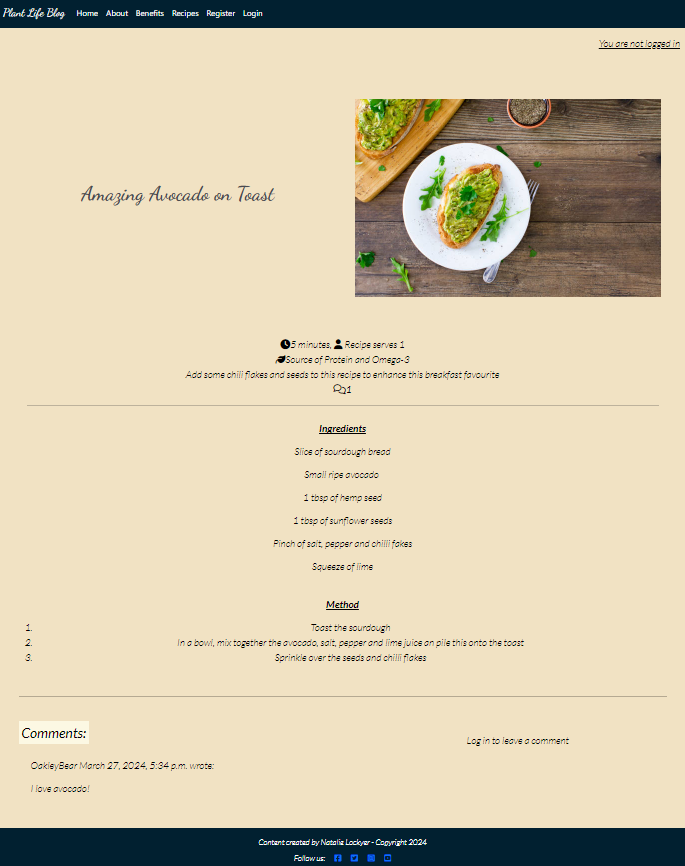 Plant Life Blog Home About Benefits Recipes Register Login
You are not logged in
Amazing Avocado on Toast
5 minutes, Recipe serves 1
Source of Protein and Omega-3
Add some chili flakes and seeds to this recipe to enhance this breakfast favourite
1
Ingredients
Slice of sourdough bread
Small ripe avocado
1 tbsp of hemp seed
1 tbsp of sunflower seeds
Pinch of salt, pepper and chilli fakes
Squeeze of lime
Method
1. Toast the sourdough
2. In a bowl, mix together the avocado, salt, pepper and lime juice an pile this onto the toast
3. Sprinkle over the seeds and chilli flakes
Comments:
Log in to leave a comment
OakleyBear March 27, 2024, 5:34 p.m. wrote:
I love avocado!
Content created by Natalie Lockyer - Copyright 2024
Follow us: